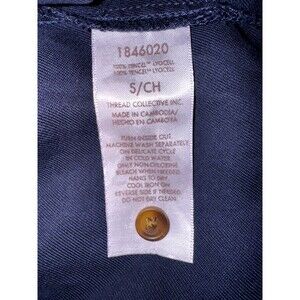 1846020
100% TENCEL™ LYOCELL
100% TENCEL™ LYOCELL
S/CH
THREAD COLLECTIVE INC.
MADE IN CAMBODIA/
HECHO EN CAMBOYA
TURN INSIDE OUT
MACHINE WASH SEPARATELY
ON DELICATE CYCLE
IN COLD WATER
ONLY NON-CHLORINE
BLEACH WHEN NEEDED
HANG TO DRY
COOL IRON ON
REVERSE SIDE IF NEEDED
DO NOT DRY CLEAN